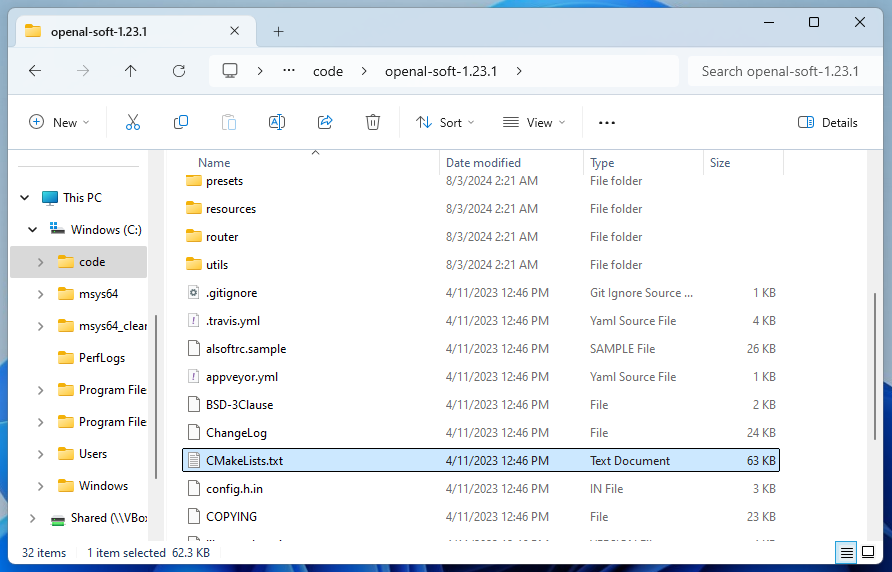 openal-soft-1.23.1
code
openal-soft-1.23.1
Search openal-soft-1.23.1
New
Sort
View
Details
Name Date modified Type Size
This PC
Windows (C:)
code
msys64
msys64_clear
PerfLogs
Program File
Program File
Users
Windows
Shared (\\VBo
presets 8/3/2024 2:21 AM File folder
resources 8/3/2024 2:21 AM File folder
router 8/3/2024 2:21 AM File folder
utils 8/3/2024 2:21 AM File folder
.gitignore 4/11/2023 12:46 PM Git Ignore Source ... 1 KB
.travis.yml 4/11/2023 12:46 PM Yaml Source File 4 KB
alsoftrc.sample 4/11/2023 12:46 PM SAMPLE File 26 KB
appveyor.yml 4/11/2023 12:46 PM Yaml Source File 1 KB
BSD-3Clause 4/11/2023 12:46 PM File 2 KB
ChangeLog 4/11/2023 12:46 PM File 24 KB
CMakeLists.txt 4/11/2023 12:46 PM Text Document 63 KB
config.h.in 4/11/2023 12:46 PM IN File 3 KB
COPYING 4/11/2023 12:46 PM File 23 KB
32 items 1 item selected 62.3 KB